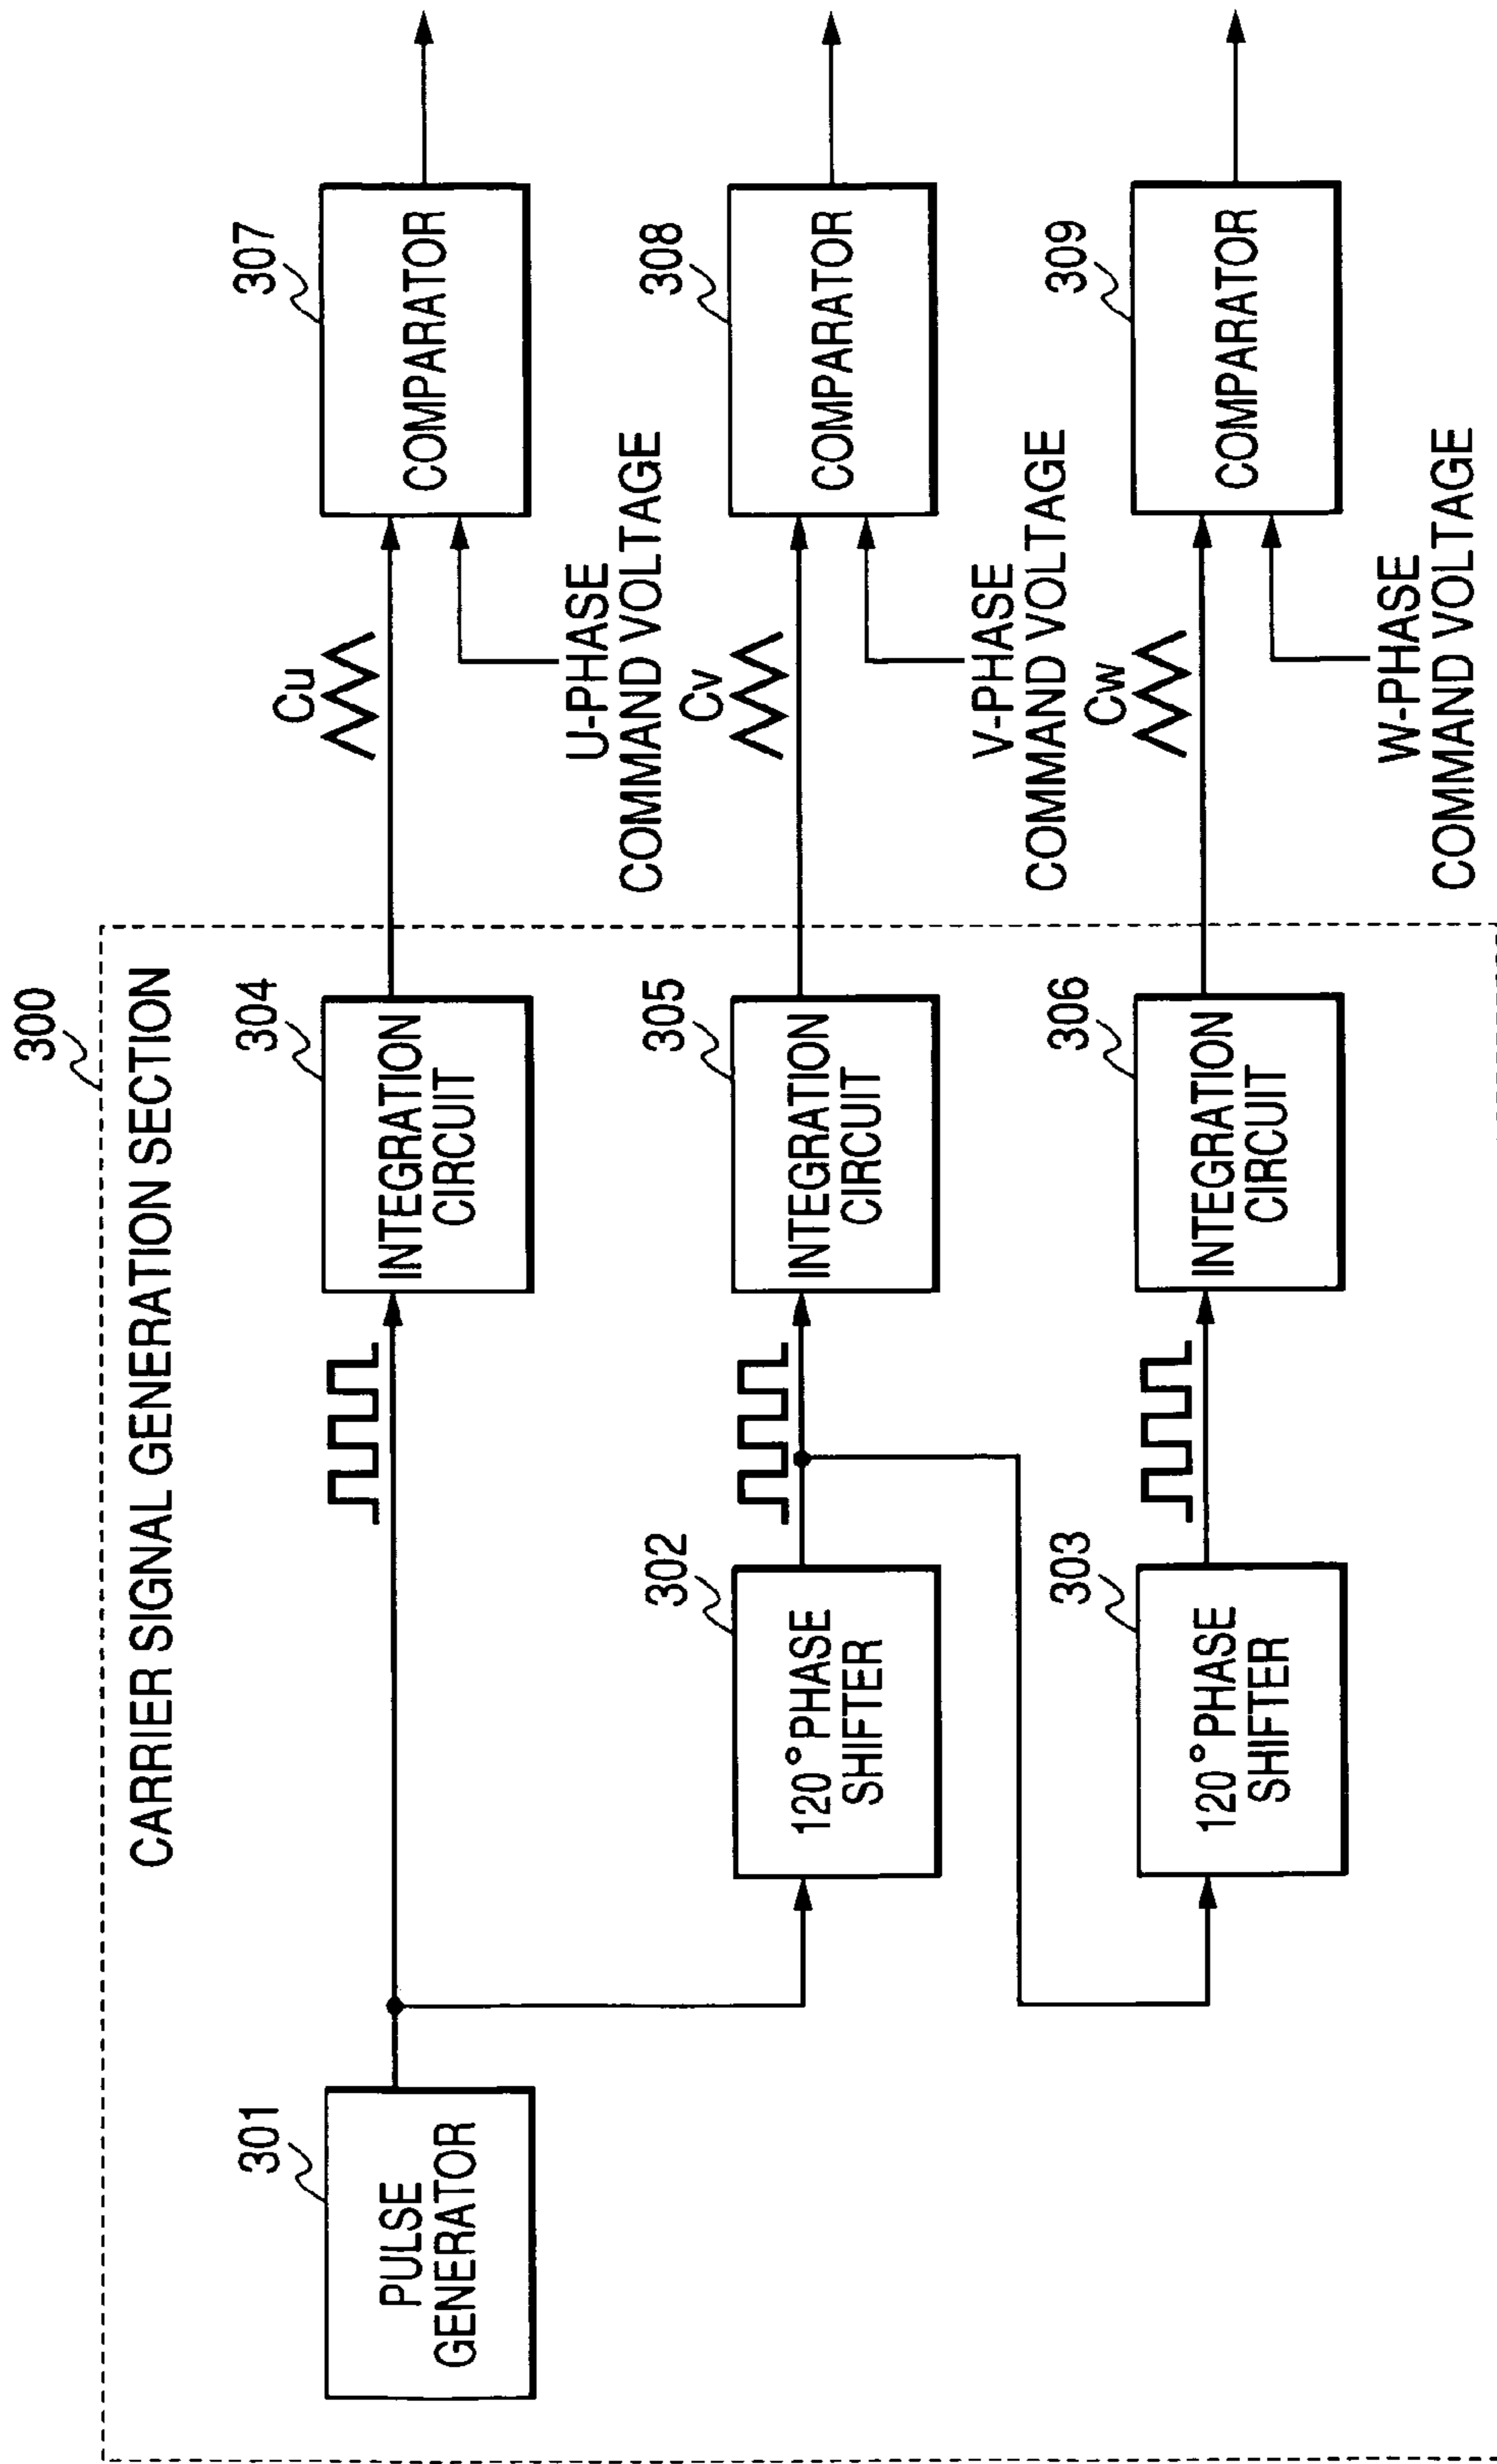 300
CARRIER SIGNAL GENERATION SECTION
301
PULSE
GENERATOR
304
INTEGRATION
CIRCUIT
Cu
307
COMPARATOR
U-PHASE
COMMAND VOLTAGE
302
120°PHASE
SHIFTER
305
INTEGRATION
CIRCUIT
Cv
308
COMPARATOR
V-PHASE
COMMAND VOLTAGE
303
120°PHASE
SHIFTER
306
INTEGRATION
CIRCUIT
Cw
309
COMPARATOR
W-PHASE
COMMAND VOLTAGE